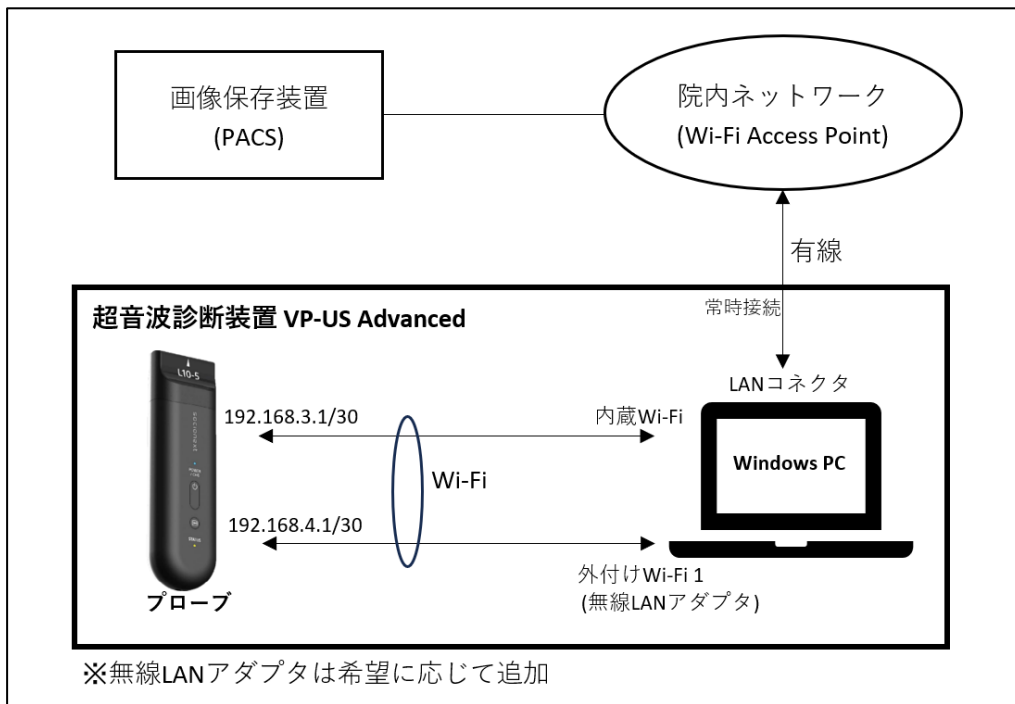 画像保存装置
(PACS)
院内ネットワーク
(Wi-Fi Access Point)
有線
常時接続
超音波診断装置 VP-US Advanced
L10-5
socionext
POWER
192.168.3.1/30
内蔵Wi-Fi
LANコネクタ
Windows PC
Wi-Fi
192.168.4.1/30
外付けWi-Fi 1
(無線LANアダプタ)
プローブ
※無線LANアダプタは希望に応じて追加